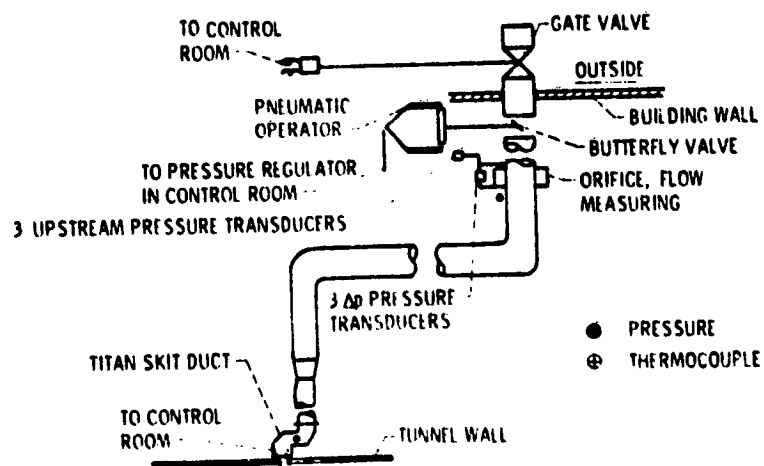 TO CONTROL
ROOM
GATE VALVE
OUTSIDE
PNEUMATIC
OPERATOR
BUILDING WALL
BUTTERFLY VALVE
TO PRESSURE REGULATOR
IN CONTROL ROOM
ORIFICE, FLOW
MEASURING
3 UPSTREAM PRESSURE TRANSDUCERS
3 Δp PRESSURE
TRANSDUCERS
PRESSURE
THERMOCOUPLE
TITAN SKIT DUCT
TO CONTROL
ROOM
TUNNEL WALL